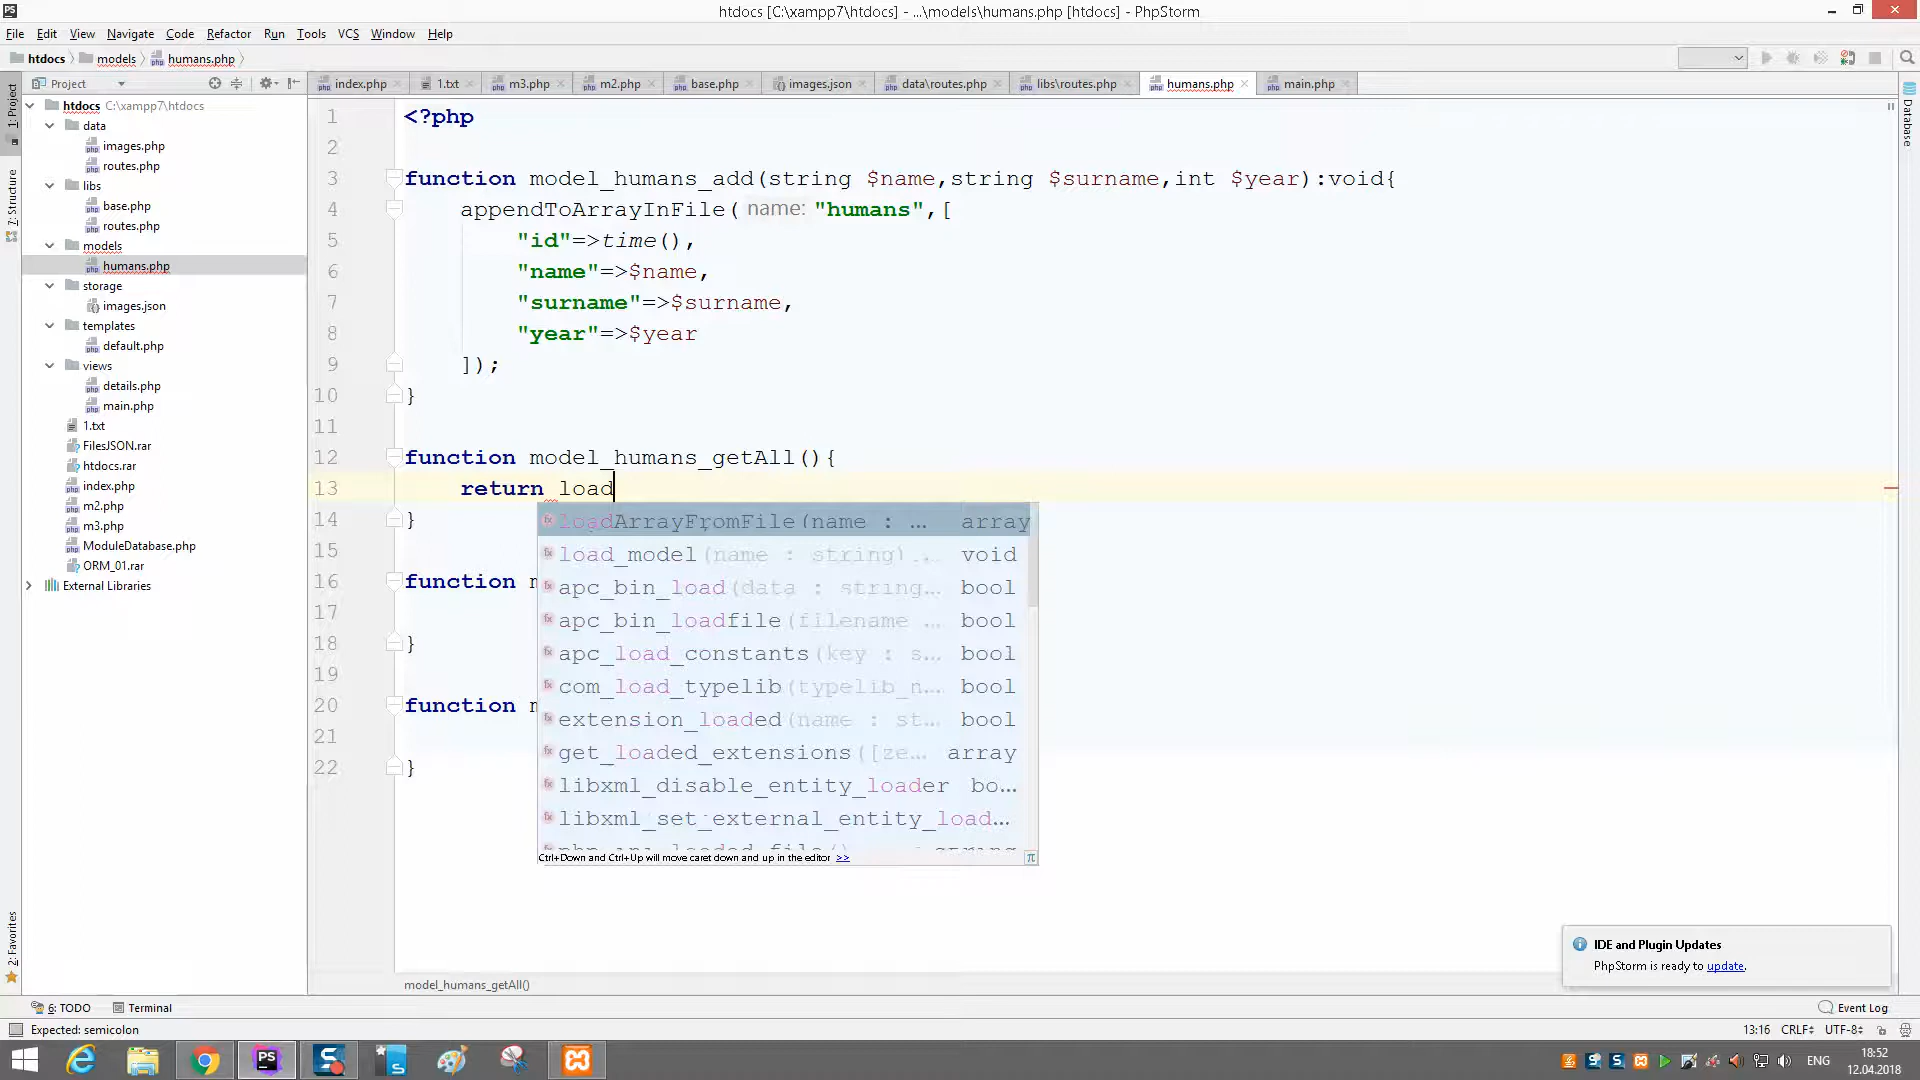 htdocs [C:\xampp7\htdocs] - ...\models\humans.php [htdocs] - PhpStorm
File Edit View Navigate Code Refactor Run Tools VCS Window Help
htdocs models humans.php
Project
index.php 1.txt m3.php m2.php base.php images.json data\routes.php libs\routes.php humans.php main.php
1: Project
7: Structure
2: Favorites
Database
htdocs C:\xampp7\htdocs
data
images.php
routes.php
libs
base.php
routes.php
models
humans.php
storage
images.json
templates
default.php
views
details.php
main.php
1.txt
FilesJSON.rar
htdocs.rar
index.php
m2.php
m3.php
ModuleDatabase.php
ORM_01.rar
External Libraries
1 <?php
2
3 function model_humans_add(string $name,string $surname,int $year):void{
4 appendToArrayInFile( name: "humans",[
5 "id"=>time(),
6 "name"=>$name,
7 "surname"=>$surname,
8 "year"=>$year
9 ]);
10 }
11
12 function model_humans_getAll(){
13 return load
14 }
15
16 function
17
18 }
19
20 function
21
22 }
loadArrayFromFile(name : ... array
load_model(name : string)... void
apc_bin_load(data : string... bool
apc_bin_loadfile(filename ... bool
apc_load_constants(key : s... bool
com_load_typelib(typelib_n... bool
extension_loaded(name : st... bool
get_loaded_extensions([ze... array
libxml_disable_entity_loader bo...
libxml_set_external_entity_load...
Ctrl+Down and Ctrl+Up will move caret down and up in the editor >>
π
IDE and Plugin Updates
PhpStorm is ready to update.
model_humans_getAll()
6: TODO Terminal Event Log
Expected: semicolon 13:16 CRLF UTF-8
ENG 18:52
12.04.2018